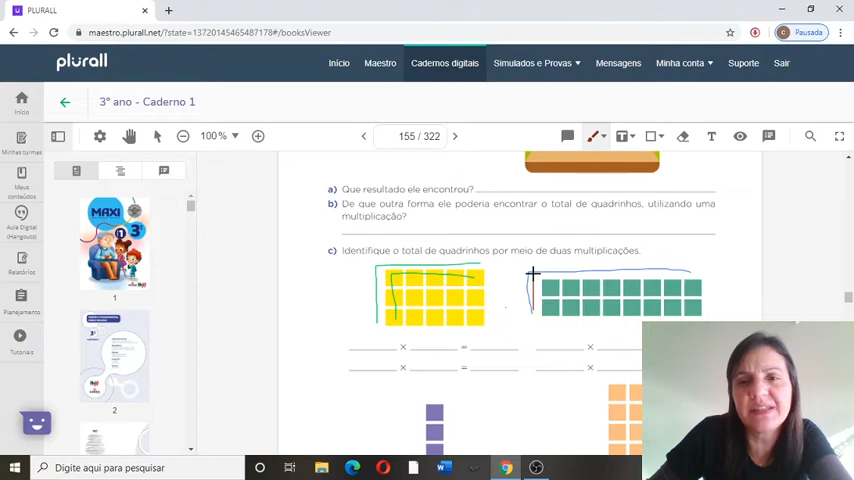 PLURALL
maestro.plurall.net/?state=13720145465487178#/booksViewer
Pausada
plurall
Início
Maestro
Cadernos digitais
Simulados e Provas
Mensagens
Minha conta
Suporte
Sair
Início
3º ano - Caderno 1
Minhas turmas
100%
155 / 322
Meus conteúdos
Aula Digital (Hangouts)
Relatórios
Planejamento
Tutoriais
MAXI
1
3º
1
2
a) Que resultado ele encontrou?
b) De que outra forma ele poderia encontrar o total de quadrinhos, utilizando uma
multiplicação?
c) Identifique o total de quadrinhos por meio de duas multiplicações.
× = ×
× = ×
Digite aqui para pesquisar